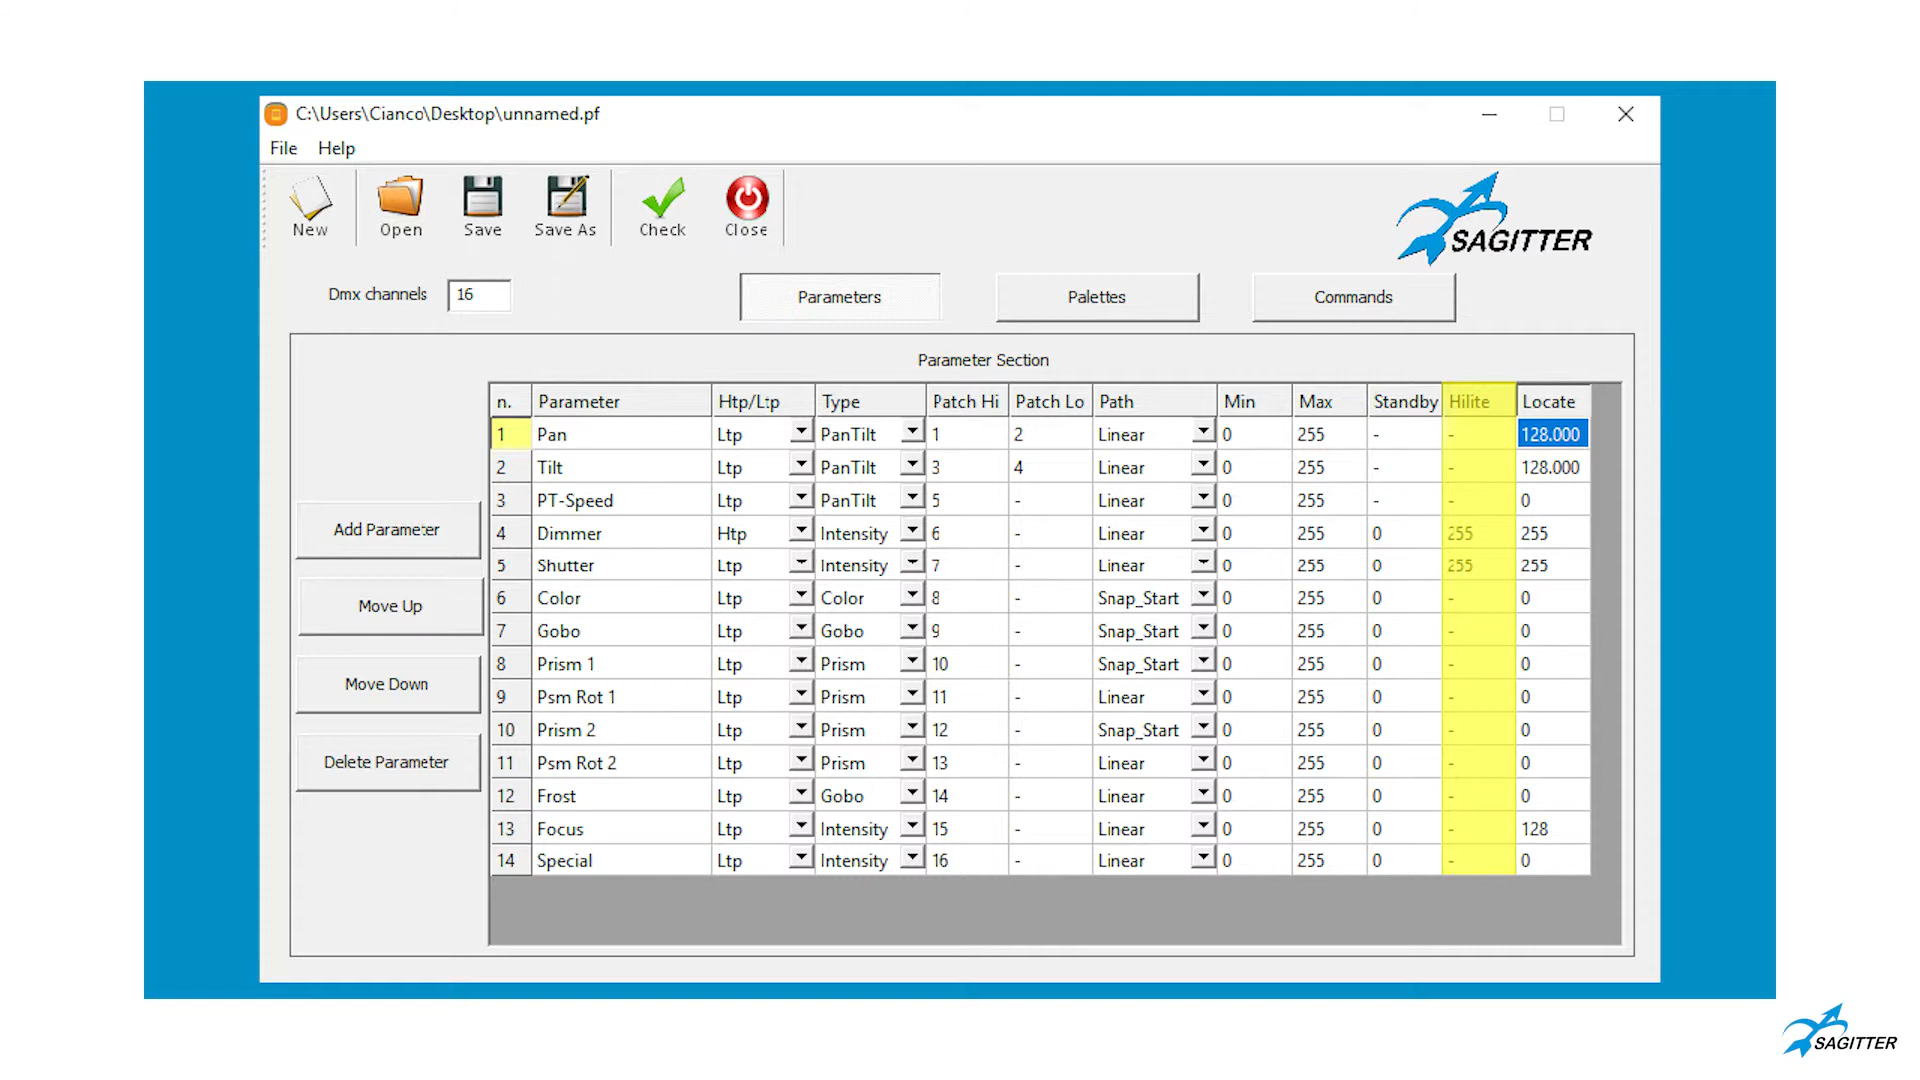 C:\Users\Cianco\Desktop\unnamed.pf
File Help
New Open Save Save As Check Close
SAGITTER
Dmx channels 16 Parameters Palettes Commands
Parameter Section
n. Parameter Htp/Ltp Type Patch Hi Patch Lo Path Min Max Standby Hilite Locate
1 Pan Ltp PanTilt 1 2 Linear 0 255 - - 128.000
2 Tilt Ltp PanTilt 3 4 Linear 0 255 - - 128.000
3 PT-Speed Ltp PanTilt 5 - Linear 0 255 - - 0
4 Dimmer Htp Intensity 6 - Linear 0 255 0 255 255
5 Shutter Ltp Intensity 7 - Linear 0 255 0 255 255
6 Color Ltp Color 8 - Snap_Start 0 255 0 - 0
7 Gobo Ltp Gobo 9 - Snap_Start 0 255 0 - 0
8 Prism 1 Ltp Prism 10 - Snap_Start 0 255 0 - 0
9 Psm Rot 1 Ltp Prism 11 - Linear 0 255 0 - 0
10 Prism 2 Ltp Prism 12 - Snap_Start 0 255 0 - 0
11 Psm Rot 2 Ltp Prism 13 - Linear 0 255 0 - 0
12 Frost Ltp Gobo 14 - Linear 0 255 0 - 0
13 Focus Ltp Intensity 15 - Linear 0 255 0 - 128
14 Special Ltp Intensity 16 - Linear 0 255 0 - 0
Add Parameter
Move Up
Move Down
Delete Parameter
SAGITTER